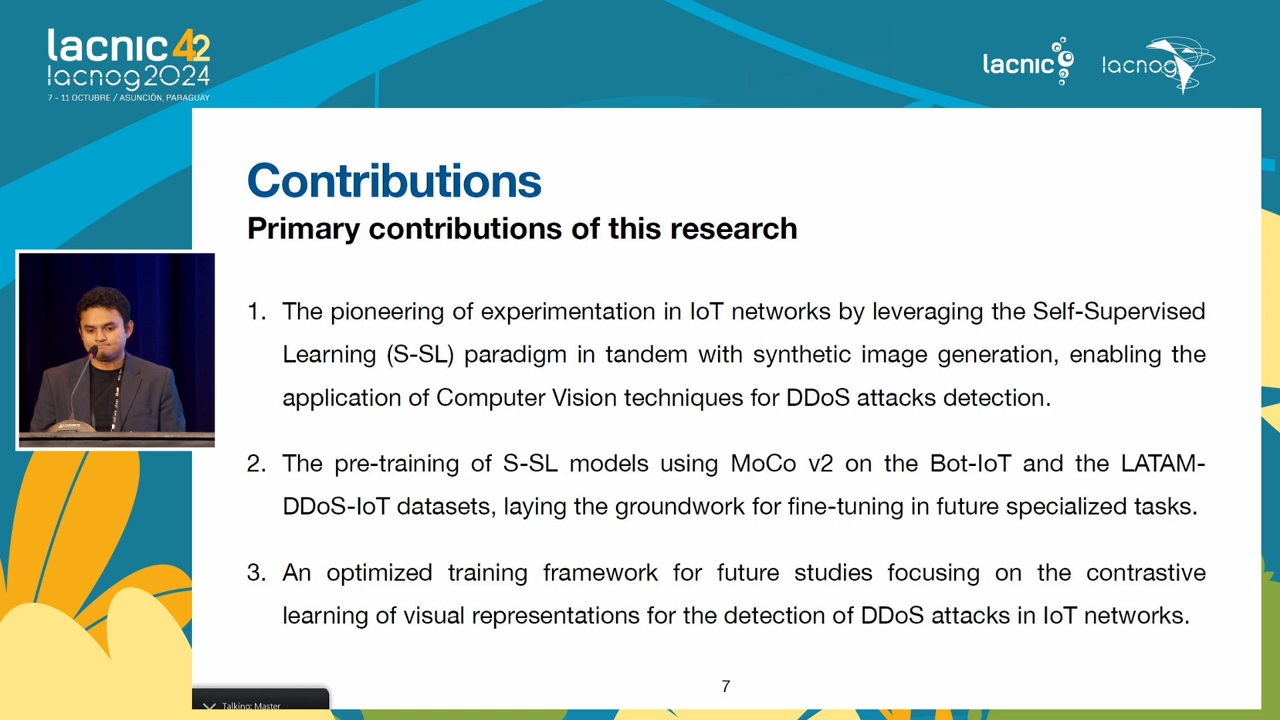 lacnic 42
lacnog2024
7 - 11 OCTUBRE / ASUNCIÓN, PARAGUAY
lacnic
lacnog
Contributions
Primary contributions of this research
1. The pioneering of experimentation in IoT networks by leveraging the Self-Supervised
Learning (S-SL) paradigm in tandem with synthetic image generation, enabling the
application of Computer Vision techniques for DDoS attacks detection.
2. The pre-training of S-SL models using MoCo v2 on the Bot-IoT and the LATAM-
DDoS-IoT datasets, laying the groundwork for fine-tuning in future specialized tasks.
3. An optimized training framework for future studies focusing on the contrastive
learning of visual representations for the detection of DDoS attacks in IoT networks.
7
Talking: Master